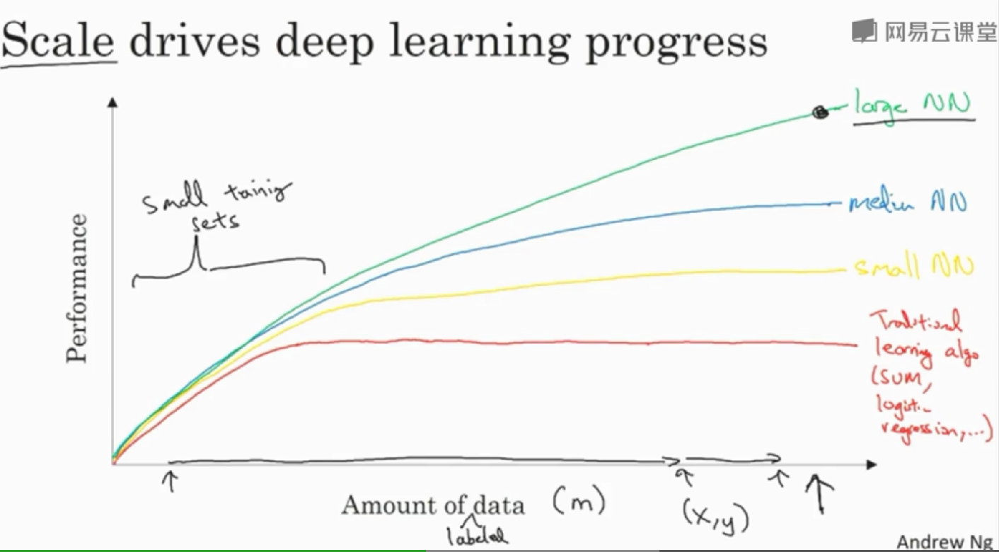 Scale drives deep learning progress
网易云课堂
large NN
small tainig
sets
medium NN
small NN
Traditional
learning algo
(SVM,
logistic
regression,...)
Performance
Amount of data (m)
labeled
(x,y)
Andrew Ng